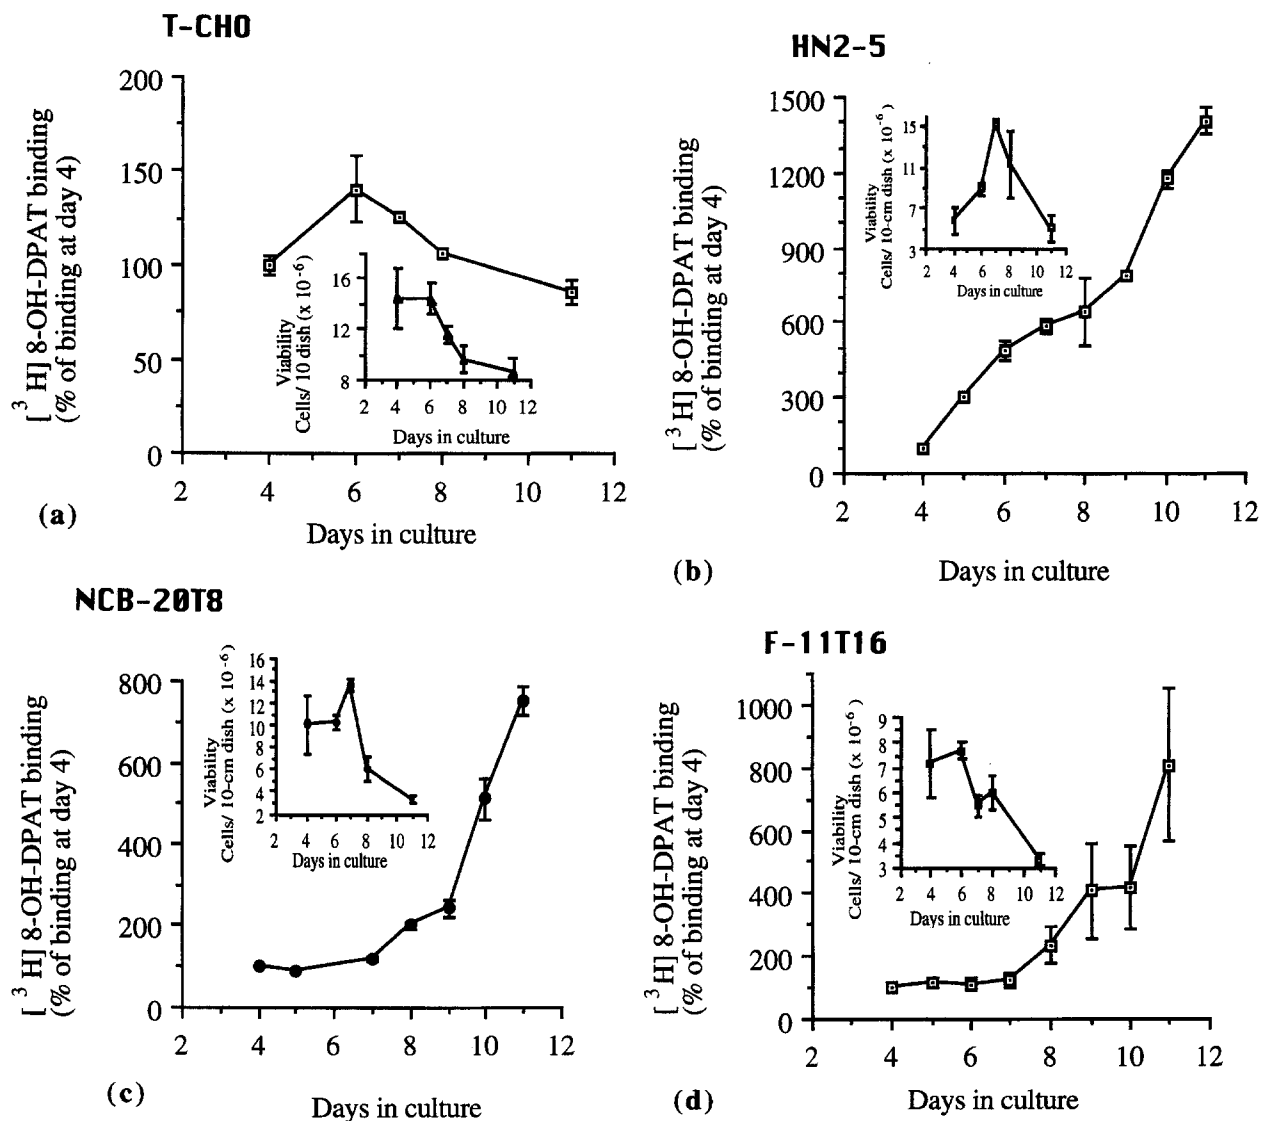 T-CHO
200
150
100
50
0
2 4 6 8 10 12
Days in culture
[³H] 8-OH-DPAT binding
(% of binding at day 4)
16
12
8
2 4 6 8 10 12
Days in culture
Viability
Cells/ 10 dish (x 10⁻⁶)
(a)
HN2-5
1500
1200
900
600
300
0
2 4 6 8 10 12
Days in culture
[³H] 8-OH-DPAT binding
(% of binding at day 4)
15
11
7
3
2 4 6 8 10 12
Days in culture
Viability
Cells/ 10-cm dish (x 10⁻⁶)
(b)
NCB-20T8
800
600
400
200
0
2 4 6 8 10 12
Days in culture
[³H] 8-OH-DPAT binding
(% of binding at day 4)
16
14
12
10
8
6
4
2
2 4 6 8 10 12
Days in culture
Viability
Cells/ 10-cm dish (x 10⁻⁶)
(c)
F-11T16
1000
800
600
400
200
0
2 4 6 8 10 12
Days in culture
[³H] 8-OH-DPAT binding
(% of binding at day 4)
9
8
7
6
5
4
3
2 4 6 8 10 12
Days in culture
Viability
Cells/ 10-cm dish (x 10⁻⁶)
(d)